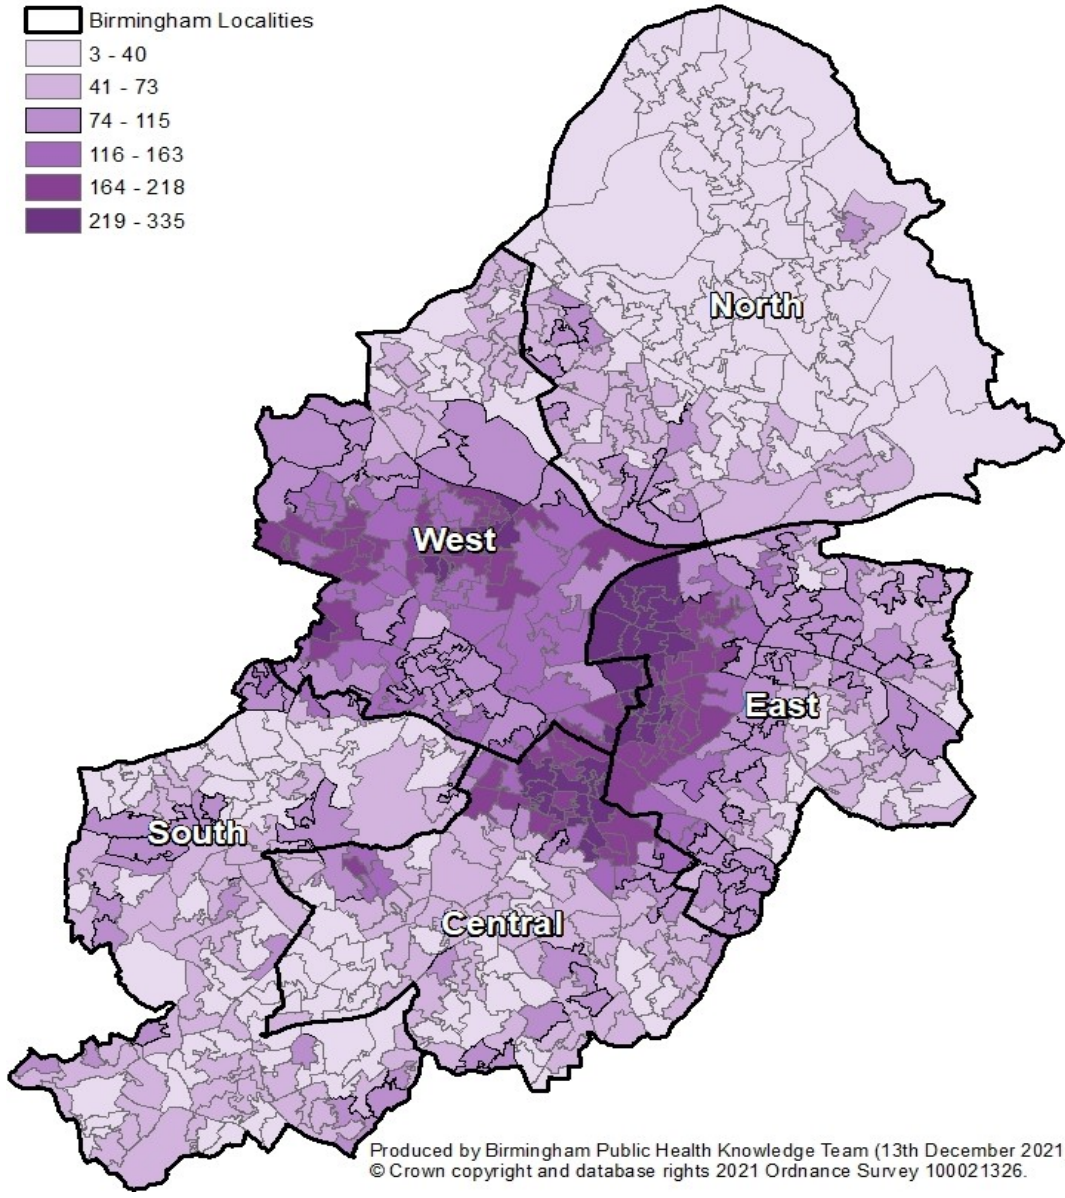 Birmingham Localities
3 - 40
41 - 73
74 - 115
116 - 163
164 - 218
219 - 335
North
West
East
South
Central
Produced by Birmingham Public Health Knowledge Team (13th December 2021
© Crown copyright and database rights 2021 Ordnance Survey 100021326.